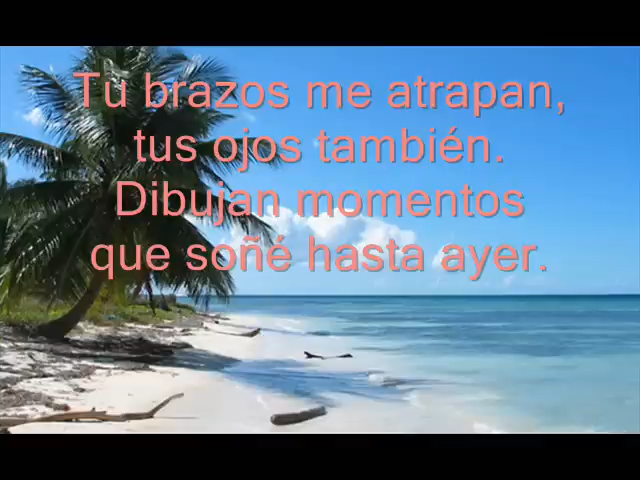 Tu brazos me atrapan,
tus ojos también.
Dibujan momentos
que soñé hasta ayer.